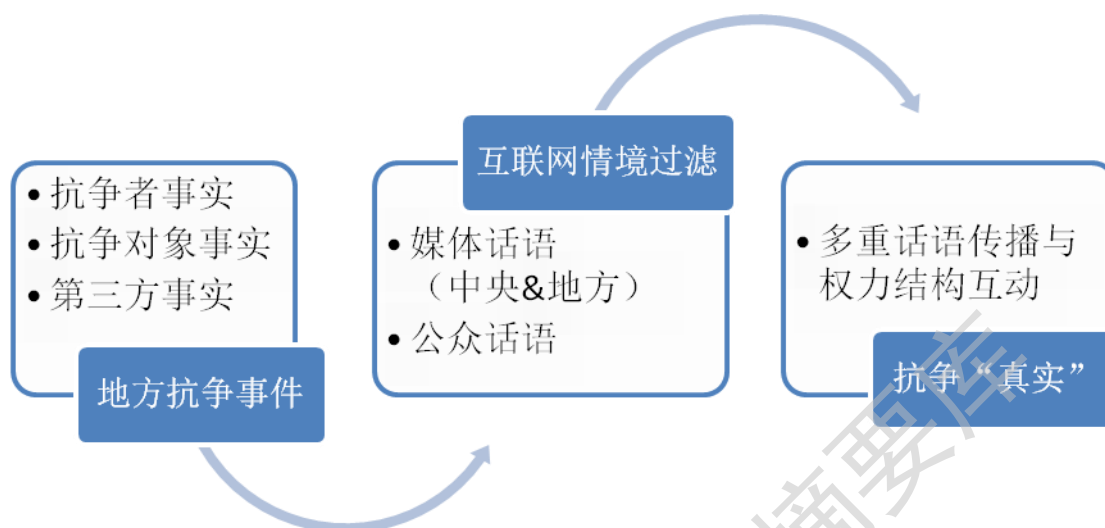 • 抗争者事实
• 抗争对象事实
• 第三方事实
地方抗争事件
互联网情境过滤
• 媒体话语
（中央&地方）
• 公众话语
• 多重话语传播与
权力结构互动
抗争“真实”
摘要库